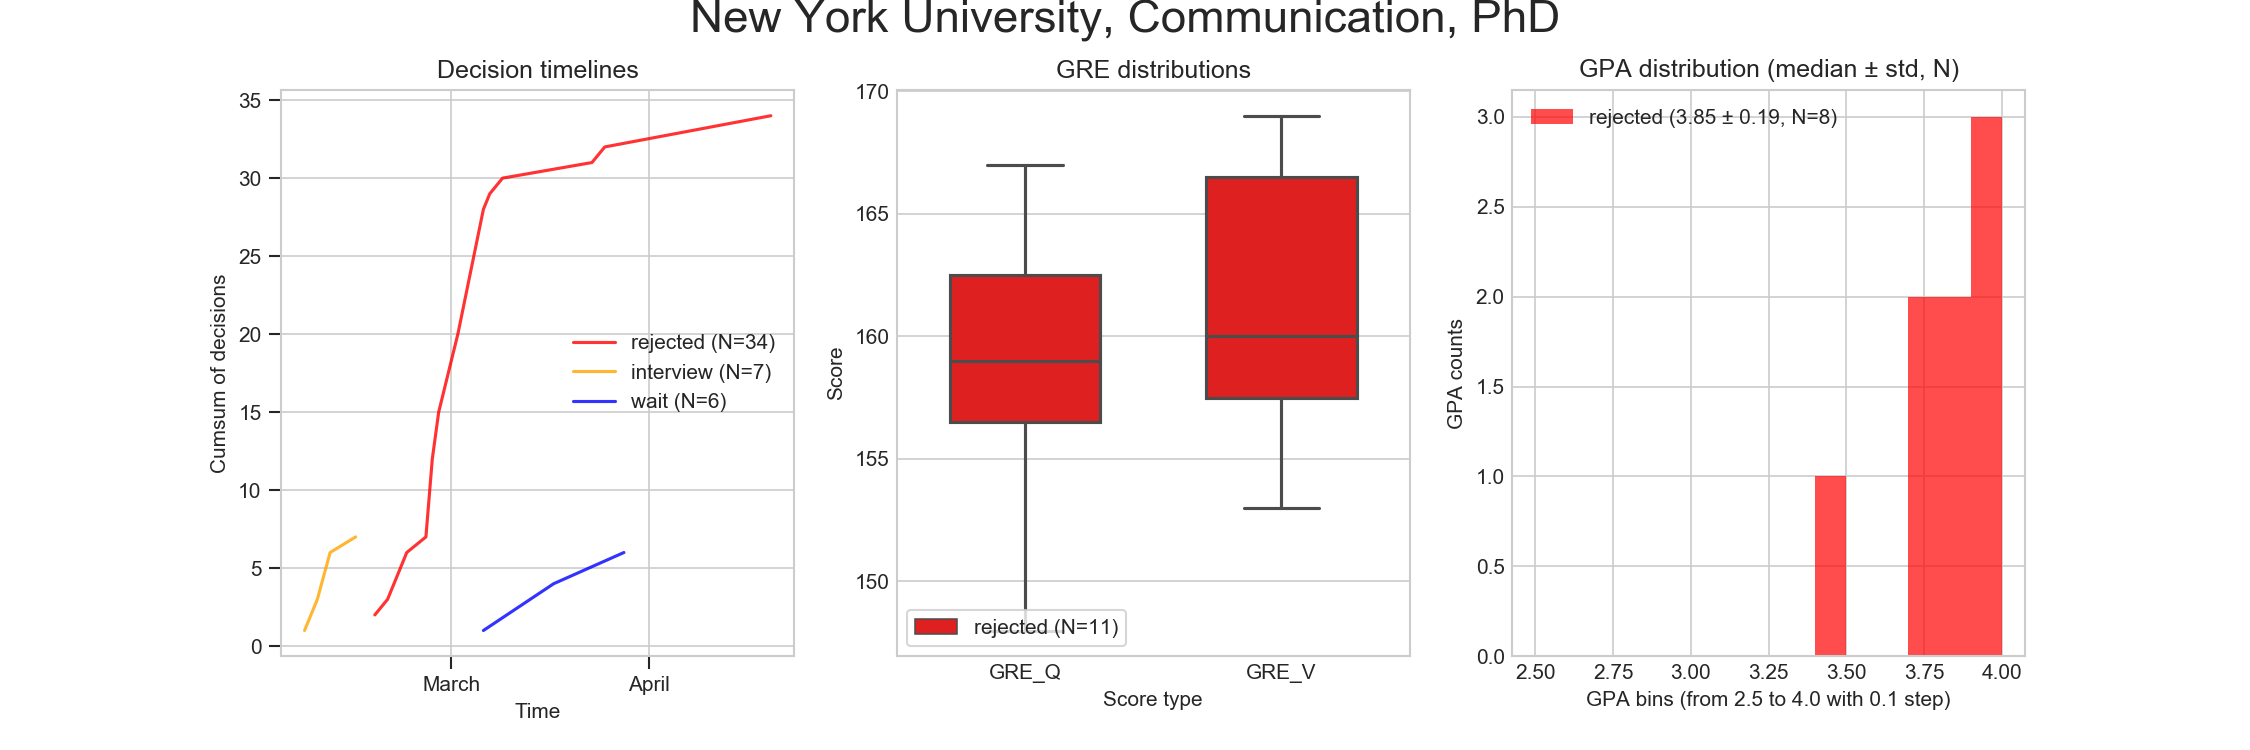 New York University, Communication, PhD
Decision timelines
35
30
25
20
15
10
5
0
Cumsum of decisions
rejected (N=34)
interview (N=7)
wait (N=6)
March
April
Time
GRE distributions
170
165
160
155
150
Score
rejected (N=11)
GRE_Q
GRE_V
Score type
GPA distribution (median ± std, N)
3.0
2.5
2.0
1.5
1.0
0.5
0.0
GPA counts
rejected (3.85 ± 0.19, N=8)
2.50
2.75
3.00
3.25
3.50
3.75
4.00
GPA bins (from 2.5 to 4.0 with 0.1 step)